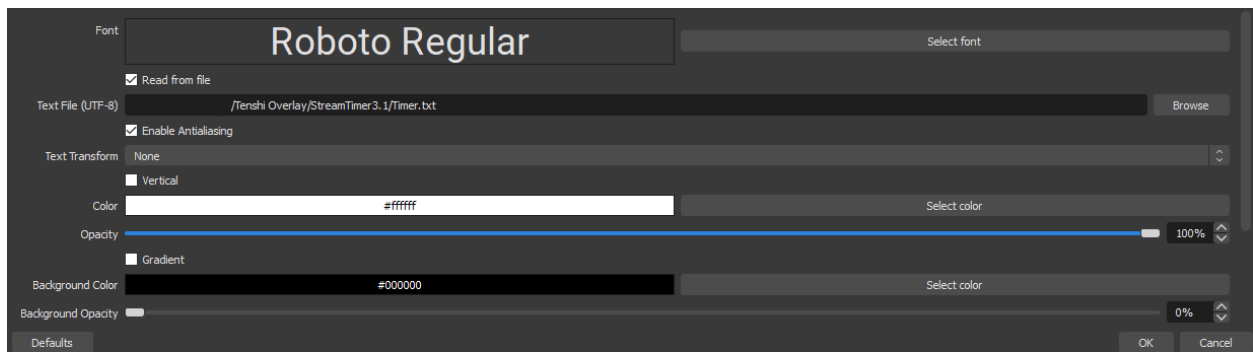 Font Roboto Regular Select font
Read from file
Text File (UTF-8) /Tenshi Overlay/StreamTimer3.1/Timer.txt Browse
Enable Antialiasing
Text Transform None
Vertical
Color #ffffff Select color
Opacity 100%
Gradient
Background Color #000000 Select color
Background Opacity 0%
Defaults OK Cancel